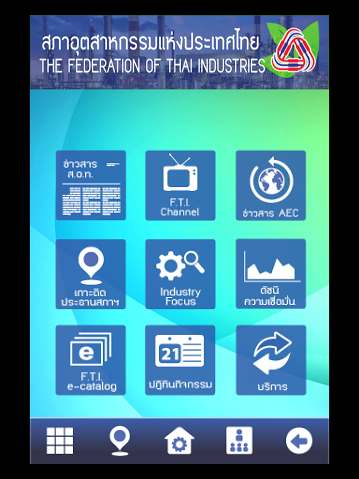 สภาอุตสาหกรรมแห่งประเทศไทย
THE FEDERATION OF THAI INDUSTRIES
ข่าวสาร
ส.อ.ท.
F.T.I.
Channel
ข่าวสาร AEC
เกาะติด
ประธานสภาฯ
Industry
Focus
ดัชนี
ความเชื่อมั่น
e
F.T.I.
e-catalog
21
ปฏิทินกิจกรรม
บริการ